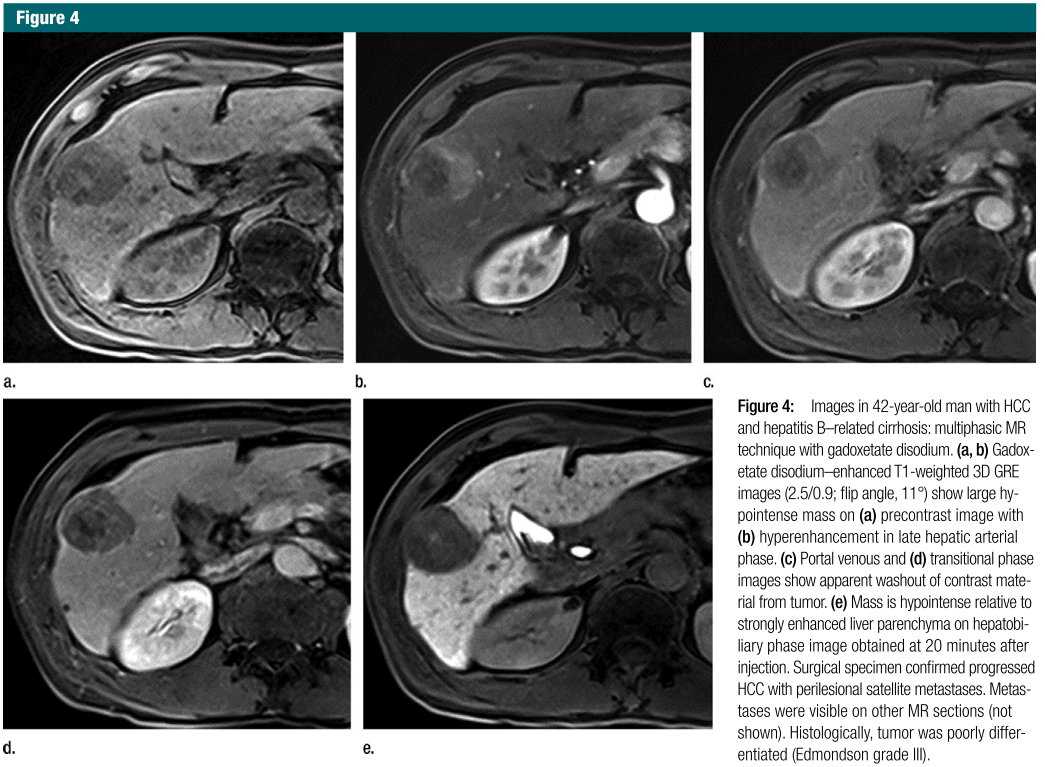 Figure 4
a.
b.
c.
d.
e.
Figure 4: Images in 42-year-old man with HCC
and hepatitis B–related cirrhosis: multiphasic MR
technique with gadoxetate disodium. (a, b) Gadox-
etate disodium–enhanced T1-weighted 3D GRE
images (2.5/0.9; flip angle, 11°) show large hy-
pointense mass on (a) precontrast image with
(b) hyperenhancement in late hepatic arterial
phase. (c) Portal venous and (d) transitional phase
images show apparent washout of contrast mate-
rial from tumor. (e) Mass is hypointense relative to
strongly enhanced liver parenchyma on hepatobi-
liary phase image obtained at 20 minutes after
injection. Surgical specimen confirmed progressed
HCC with perilesional satellite metastases. Metas-
tases were visible on other MR sections (not
shown). Histologically, tumor was poorly differ-
entiated (Edmondson grade III).